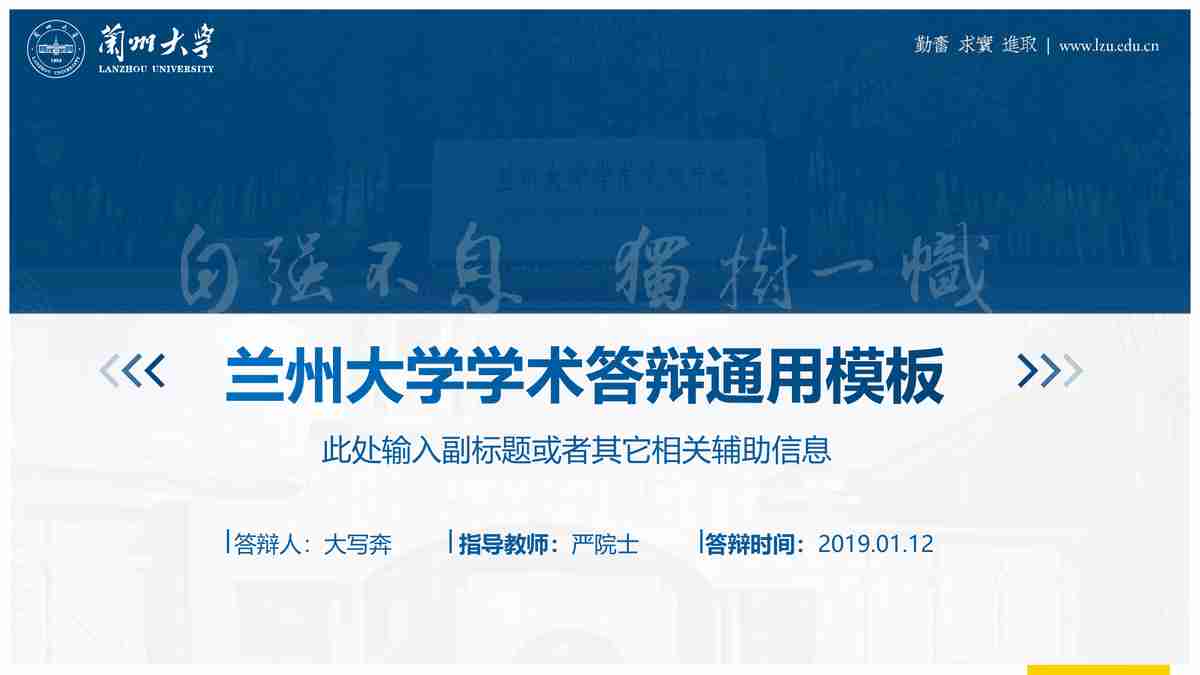 蘭州大学
LANZHOU UNIVERSITY
勤奮 求實 進取 | www.lzu.edu.cn
自强不息 獨樹一幟
兰州大学学术答辩通用模板
此处输入副标题或者其它相关辅助信息
答辩人：大写奔 指导教师：严院士 答辩时间：2019.01.12